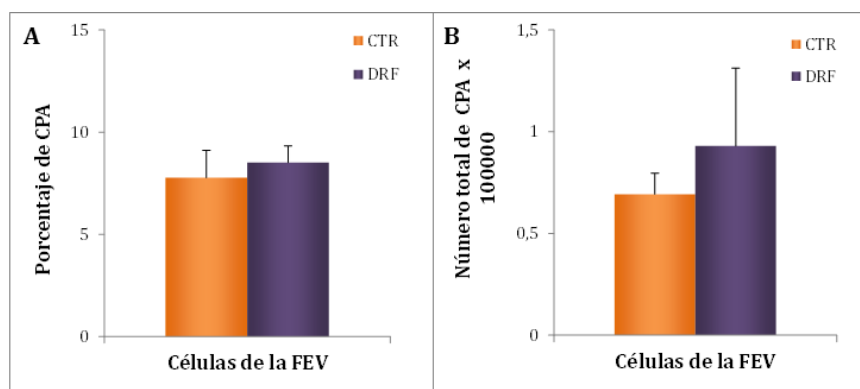 A
Porcentaje de CPA
15
10
5
0
CTR
DRF
Células de la FEV
B
Número total de CPA x
100000
1,5
1
0,5
0
CTR
DRF
Células de la FEV